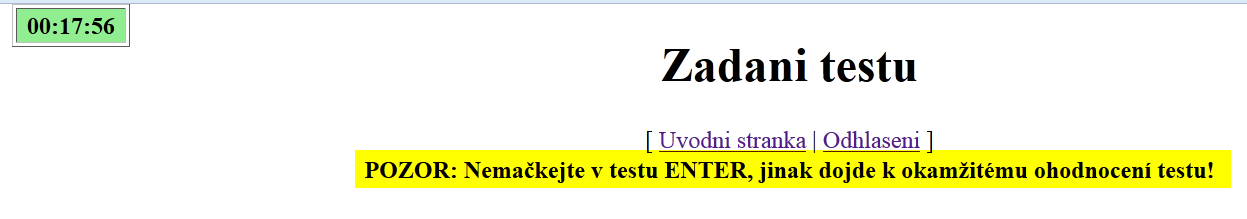 00:17:56
Zadani testu
[ Uvodni stranka | Odhlaseni ]
POZOR: Nemačkejte v testu ENTER, jinak dojde k okamžitému ohodnocení testu!